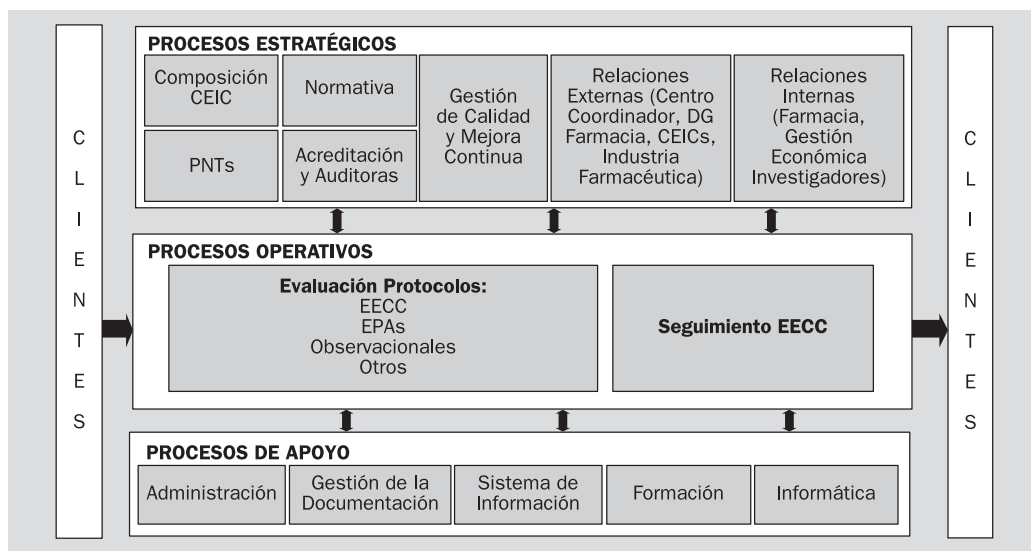 CLIENTES
PROCESOS ESTRATÉGICOS
Composición
CEIC
Normativa
PNTs
Acreditación
y Auditoras
Gestión
de Calidad
y Mejora
Continua
Relaciones
Externas (Centro
Coordinador, DG
Farmacia, CEICs,
Industria
Farmacéutica)
Relaciones
Internas
(Farmacia,
Gestión
Económica
Investigadores)
PROCESOS OPERATIVOS
Evaluación Protocolos:
EECC
EPAs
Observacionales
Otros
Seguimiento EECC
PROCESOS DE APOYO
Administración
Gestión de la
Documentación
Sistema de
Información
Formación
Informática
CLIENTES